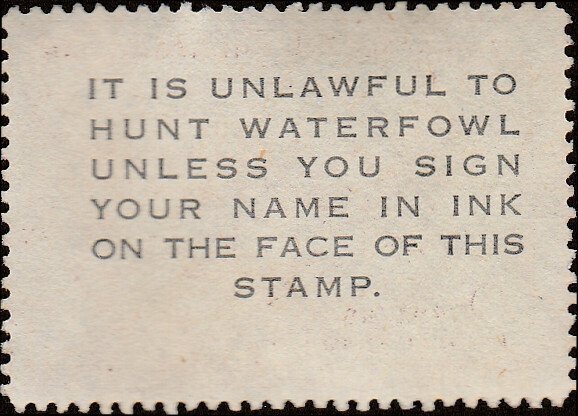 IT IS UNLAWFUL TO
HUNT WATERFOWL
UNLESS YOU SIGN
YOUR NAME IN INK
ON THE FACE OF THIS
STAMP.